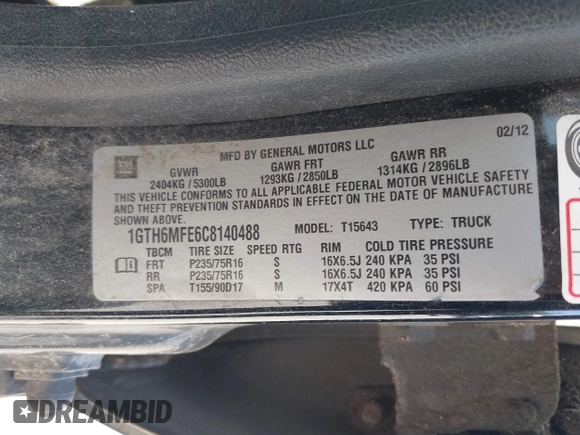 MFD BY GENERAL MOTORS LLC 02/12
GM
GVWR GAWR FRT GAWR RR
2404KG / 5300LB 1293KG / 2850LB 1314KG / 2896LB
THIS VEHICLE CONFORMS TO ALL APPLICABLE FEDERAL MOTOR VEHICLE SAFETY
AND THEFT PREVENTION STANDARDS IN EFFECT ON THE DATE OF MANUFACTURE
SHOWN ABOVE.
1GTH6MFE6C8140488 MODEL: T15643 TYPE: TRUCK
TBCM TIRE SIZE SPEED RTG RIM COLD TIRE PRESSURE
FRT P235/75R16 S 16X6.5J 240 KPA 35 PSI
RR P235/75R16 S 16X6.5J 240 KPA 35 PSI
SPA T155/90D17 M 17X4T 420 KPA 60 PSI
DREAMBID